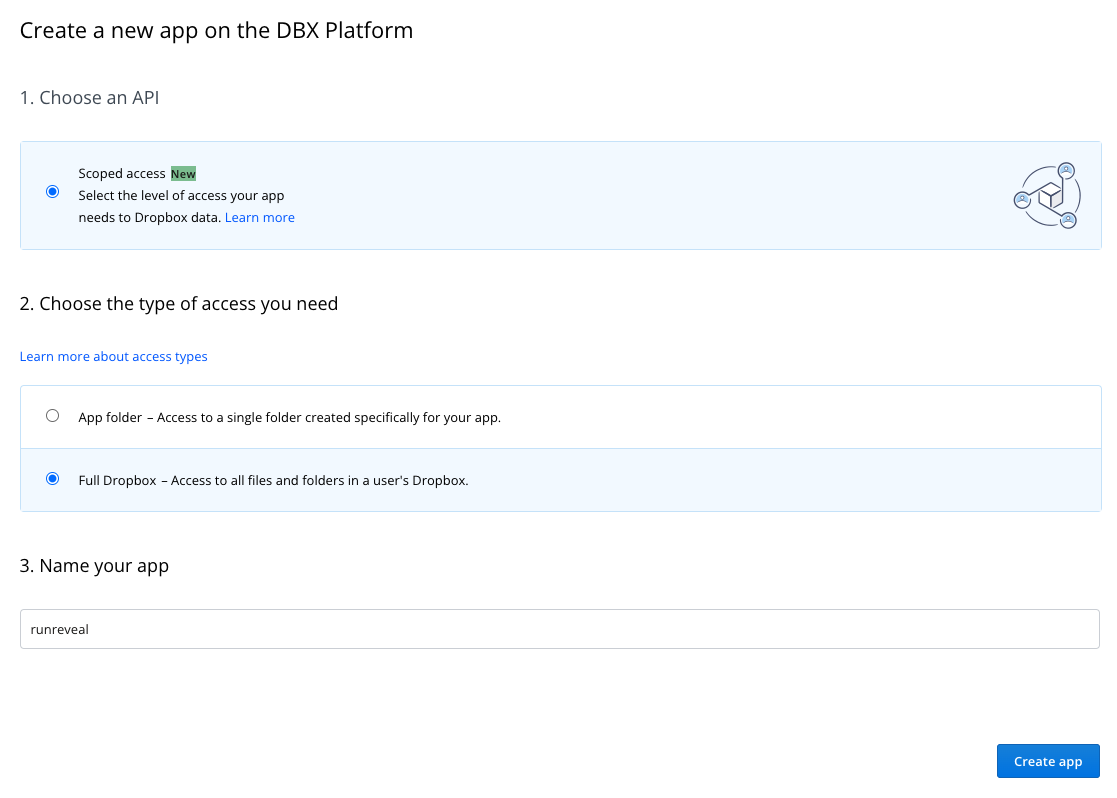 Create a new app on the DBX Platform
1. Choose an API
Scoped access New
Select the level of access your app
needs to Dropbox data. Learn more
2. Choose the type of access you need
Learn more about access types
App folder – Access to a single folder created specifically for your app.
Full Dropbox – Access to all files and folders in a user's Dropbox.
3. Name your app
runreveal
Create app